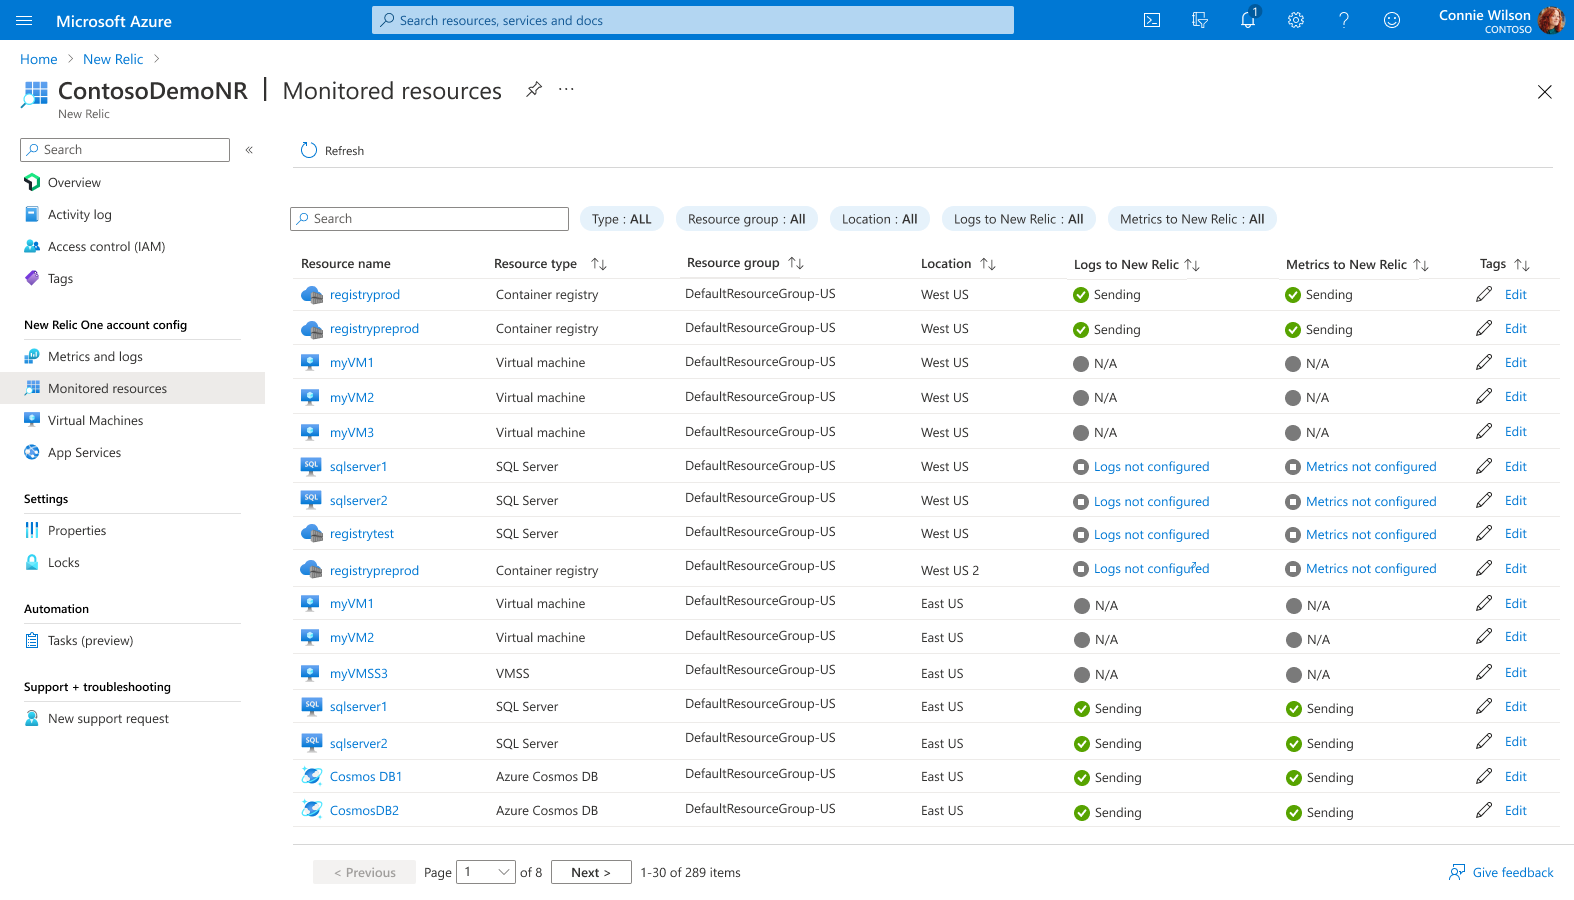 Microsoft Azure
Search resources, services and docs
1
Connie Wilson
CONTOSO
Home > New Relic >
ContosoDemoNR | Monitored resources
New Relic
Search
«
Overview
Activity log
Access control (IAM)
Tags
New Relic One account config
Metrics and logs
Monitored resources
Virtual Machines
App Services
Settings
Properties
Locks
Automation
Tasks (preview)
Support + troubleshooting
New support request
Refresh
Search
Type : ALL
Resource group : All
Location : All
Logs to New Relic : All
Metrics to New Relic : All
Resource name Resource type Resource group Location Logs to New Relic Metrics to New Relic Tags
registryprod Container registry DefaultResourceGroup-US West US Sending Sending Edit
registrypreprod Container registry DefaultResourceGroup-US West US Sending Sending Edit
myVM1 Virtual machine DefaultResourceGroup-US West US N/A N/A Edit
myVM2 Virtual machine DefaultResourceGroup-US West US N/A N/A Edit
myVM3 Virtual machine DefaultResourceGroup-US West US N/A N/A Edit
SQL sqlserver1 SQL Server DefaultResourceGroup-US West US Logs not configured Metrics not configured Edit
SQL sqlserver2 SQL Server DefaultResourceGroup-US West US Logs not configured Metrics not configured Edit
registrytest SQL Server DefaultResourceGroup-US West US Logs not configured Metrics not configured Edit
registrypreprod Container registry DefaultResourceGroup-US West US 2 Logs not configured Metrics not configured Edit
myVM1 Virtual machine DefaultResourceGroup-US East US N/A N/A Edit
myVM2 Virtual machine DefaultResourceGroup-US East US N/A N/A Edit
myVMSS3 VMSS DefaultResourceGroup-US East US N/A N/A Edit
SQL sqlserver1 SQL Server DefaultResourceGroup-US East US Sending Sending Edit
SQL sqlserver2 SQL Server DefaultResourceGroup-US East US Sending Sending Edit
Cosmos DB1 Azure Cosmos DB DefaultResourceGroup-US East US Sending Sending Edit
CosmosDB2 Azure Cosmos DB DefaultResourceGroup-US East US Sending Sending Edit
< Previous Page 1 of 8 Next > 1-30 of 289 items
Give feedback